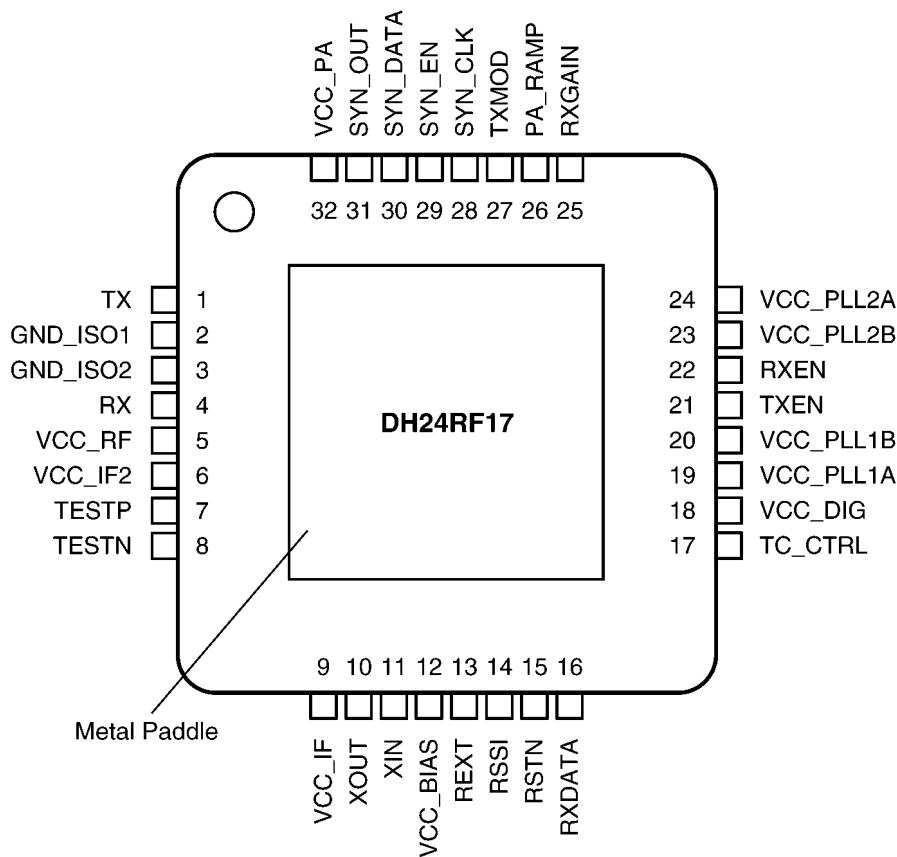 VCC_PA
SYN_OUT
SYN_DATA
SYN_EN
SYN_CLK
TXMOD
PA_RAMP
RXGAIN
32 31 30 29 28 27 26 25
TX 1
GND_ISO1 2
GND_ISO2 3
RX 4
VCC_RF 5
VCC_IF2 6
TESTP 7
TESTN 8
DH24RF17
24 VCC_PLL2A
23 VCC_PLL2B
22 RXEN
21 TXEN
20 VCC_PLL1B
19 VCC_PLL1A
18 VCC_DIG
17 TC_CTRL
9 10 11 12 13 14 15 16
Metal Paddle
VCC_IF
XOUT
XIN
VCC_BIAS
REXT
RSSI
RSTN
RXDATA